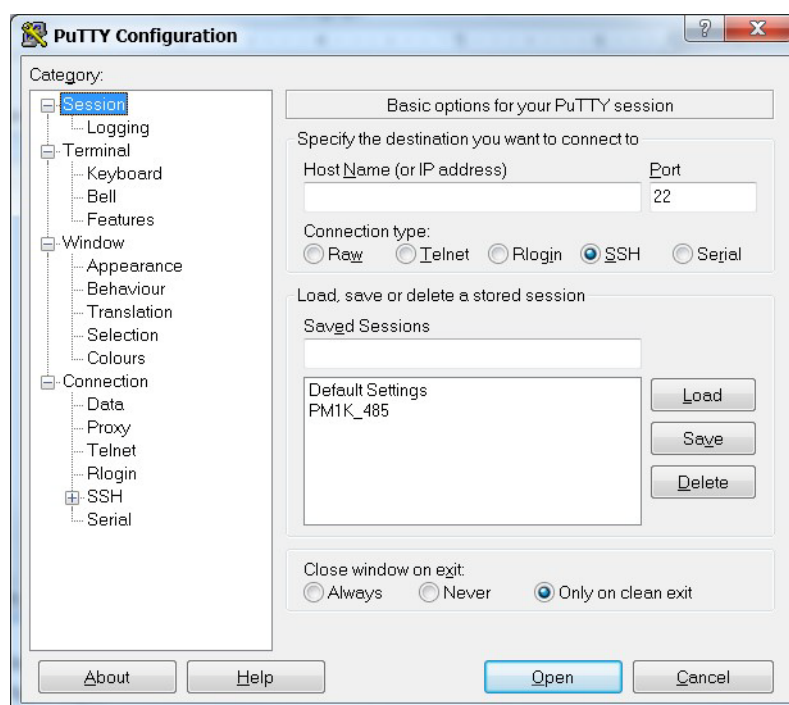 PuTTY Configuration
?
X
Category:
Session
Logging
Terminal
Keyboard
Bell
Features
Window
Appearance
Behaviour
Translation
Selection
Colours
Connection
Data
Proxy
Telnet
Rlogin
SSH
Serial
Basic options for your PuTTY session
Specify the destination you want to connect to
Host Name (or IP address) Port
22
Connection type:
Raw Telnet Rlogin SSH Serial
Load, save or delete a stored session
Saved Sessions
Default Settings
PM1K_485
Load
Save
Delete
Close window on exit:
Always Never Only on clean exit
About Help Open Cancel